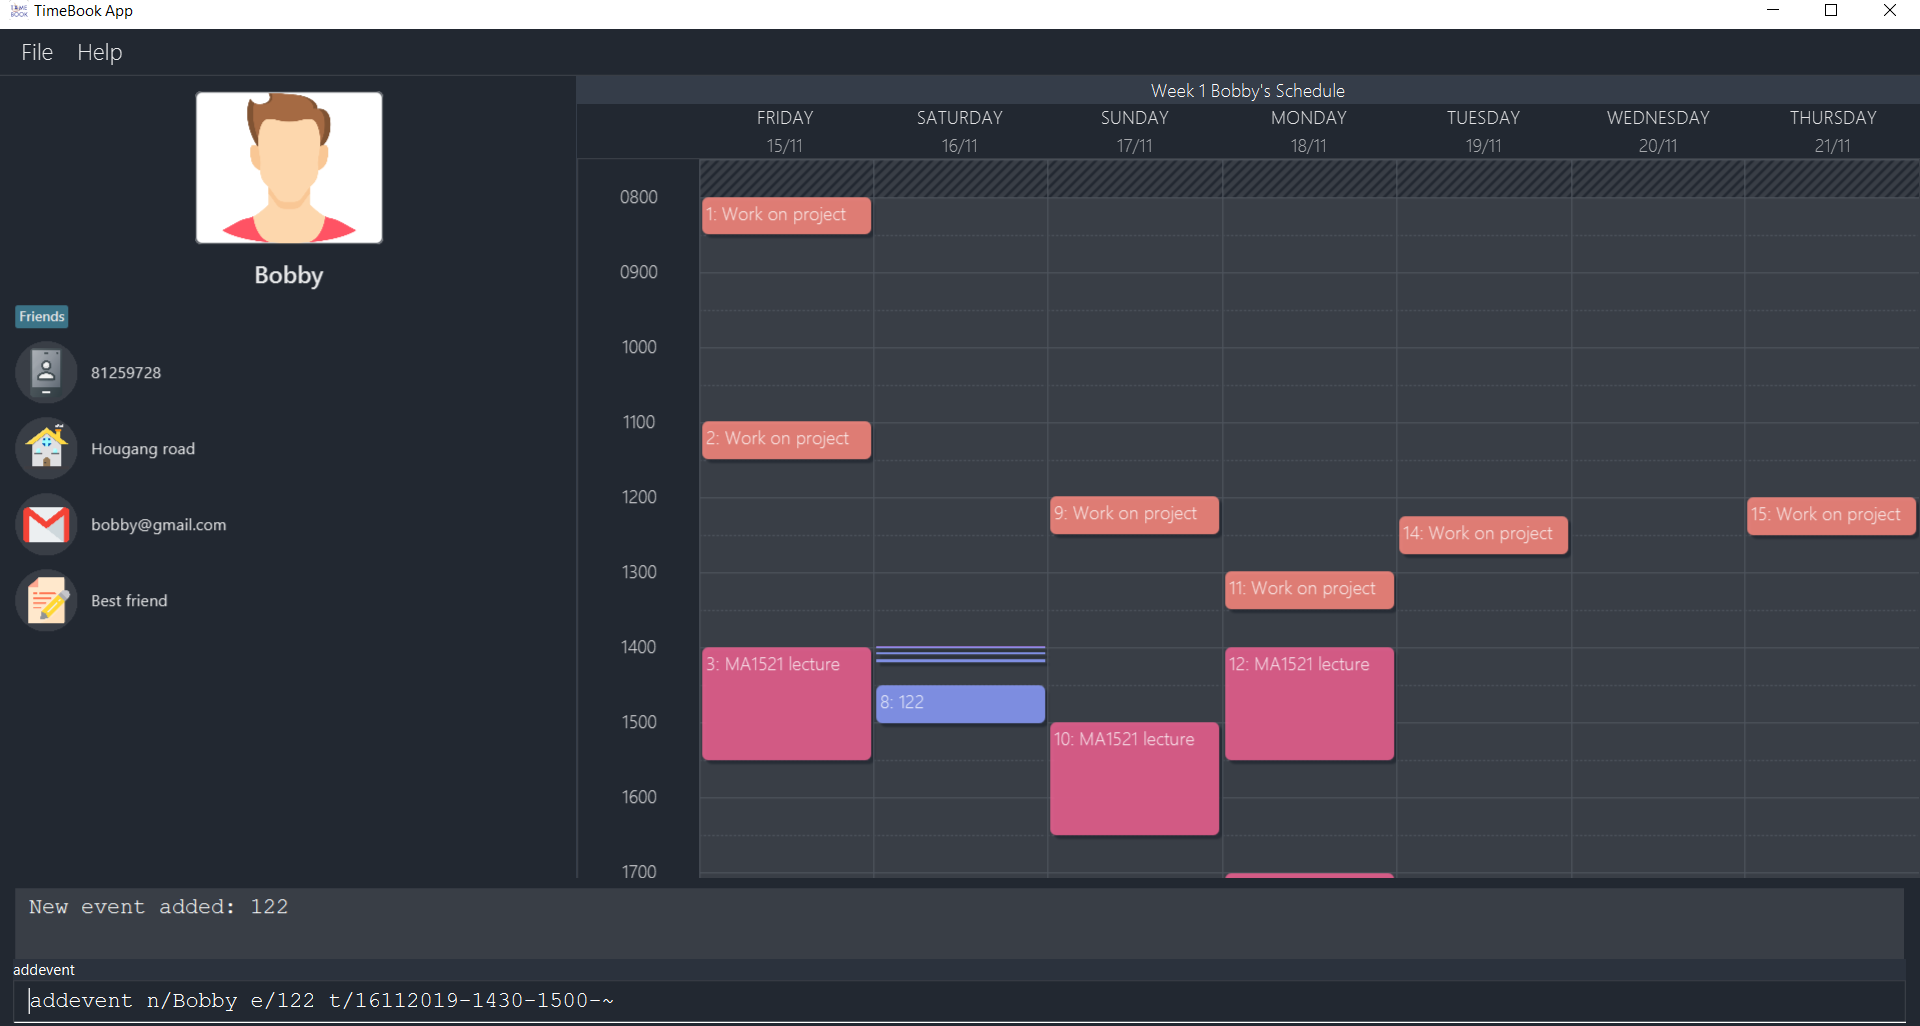 TimeBook App
File Help
Bobby
Friends
81259728
Hougang road
bobby@gmail.com
Best friend
Week 1 Bobby's Schedule
FRIDAY SATURDAY SUNDAY MONDAY TUESDAY WEDNESDAY THURSDAY
15/11 16/11 17/11 18/11 19/11 20/11 21/11
0800
1: Work on project
0900
1000
1100
2: Work on project
1200
9: Work on project
15: Work on project
14: Work on project
1300
11: Work on project
1400
3: MA1521 lecture
12: MA1521 lecture
8: 122
1500
10: MA1521 lecture
1600
1700
New event added: 122
addevent
addevent n/Bobby e/122 t/16112019-1430-1500-~